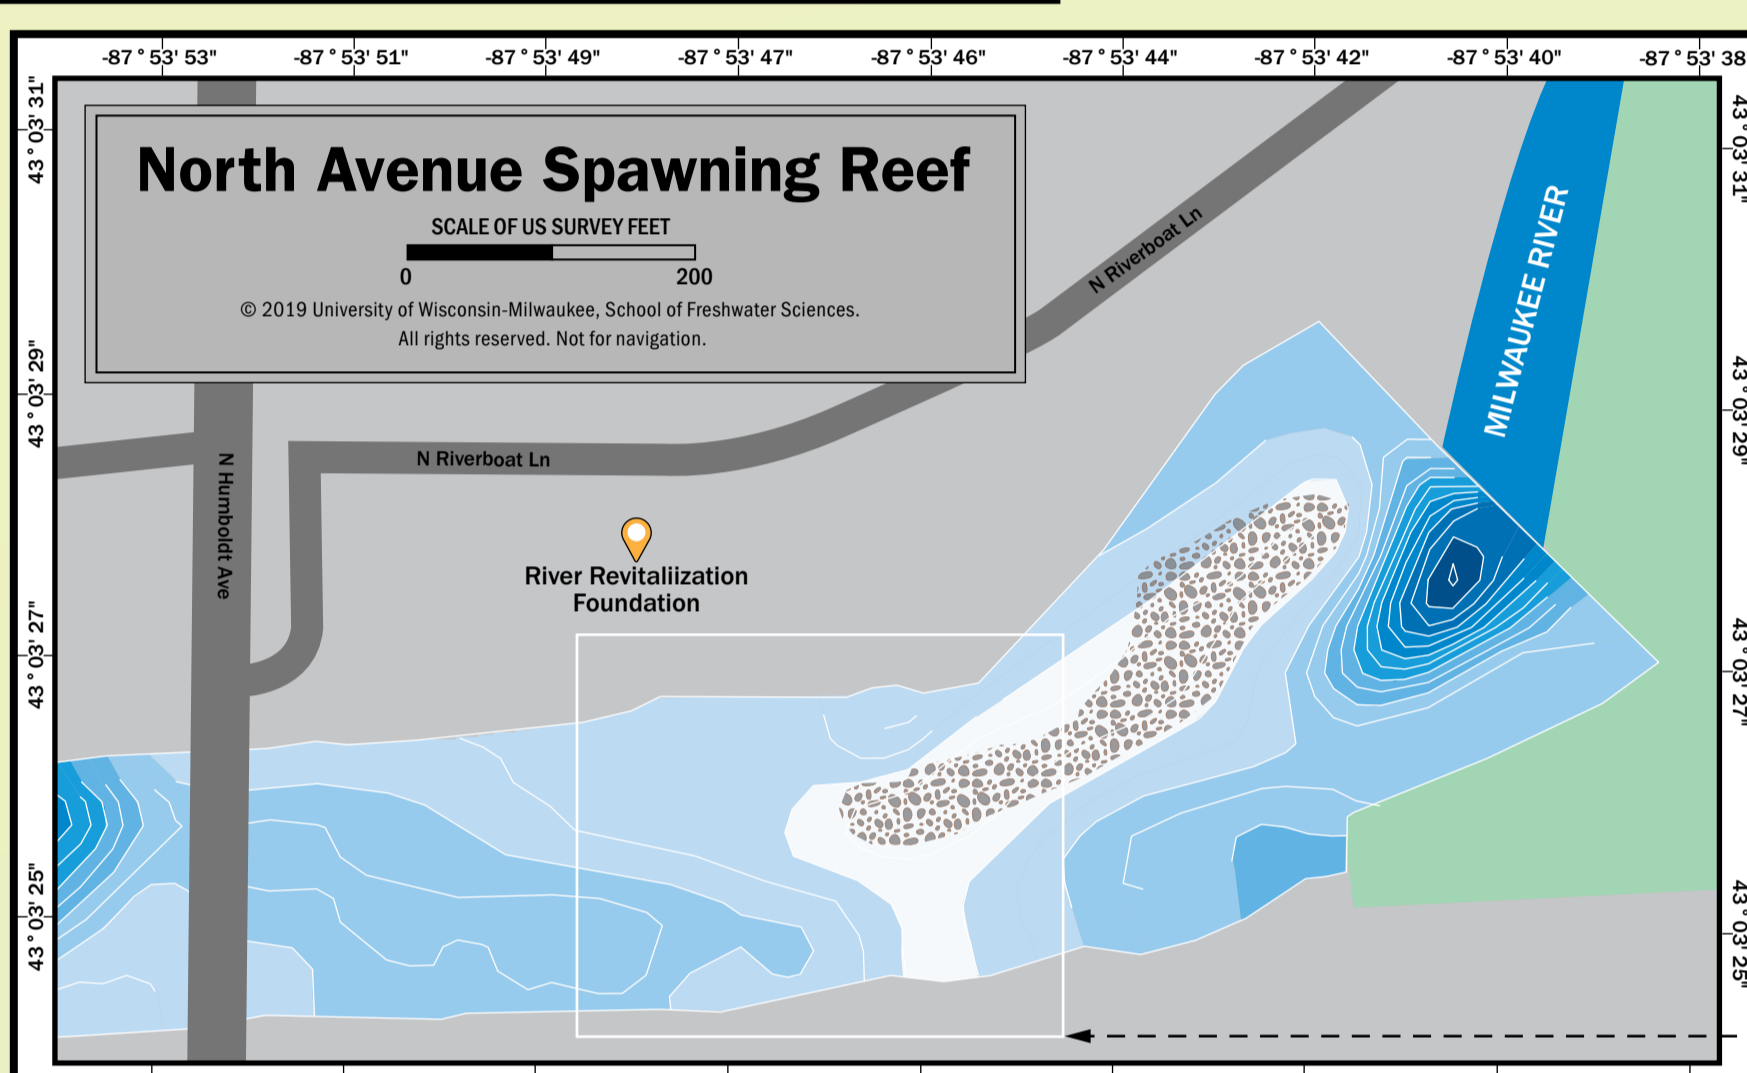 -87° 53' 53"
-87° 53' 51"
-87° 53' 49"
-87° 53' 47"
-87° 53' 46"
-87° 53' 44"
-87° 53' 42"
-87° 53' 40"
-87° 53' 38
43° 03' 31"
43° 03' 31"
North Avenue Spawning Reef
SCALE OF US SURVEY FEET
0
200
© 2019 University of Wisconsin-Milwaukee, School of Freshwater Sciences.
All rights reserved. Not for navigation.
N Riverboat Ln
MILWAUKEE RIVER
43° 03' 29"
43° 03' 29"
N Riverboat Ln
N Humboldt Ave
River Revitaliization
Foundation
43° 03' 27"
43° 03' 27"
43° 03' 25"
43° 03' 25"